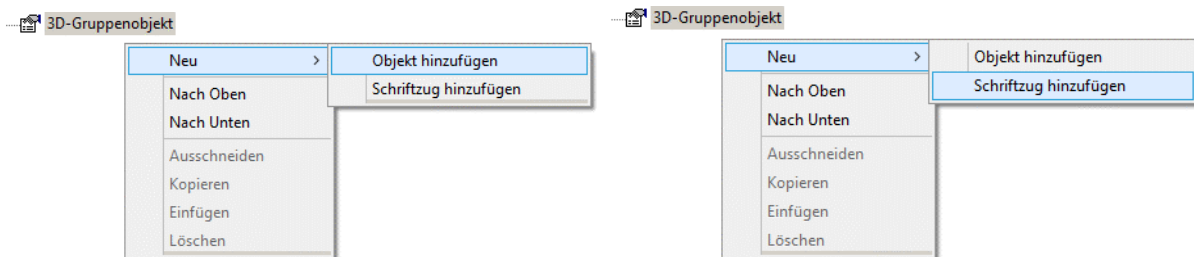 3D-Gruppenobjekt
Neu > Objekt hinzufügen
Schriftzug hinzufügen
Nach Oben
Nach Unten
Ausschneiden
Kopieren
Einfügen
Löschen
3D-Gruppenobjekt
Neu > Objekt hinzufügen
Schriftzug hinzufügen
Nach Oben
Nach Unten
Ausschneiden
Kopieren
Einfügen
Löschen